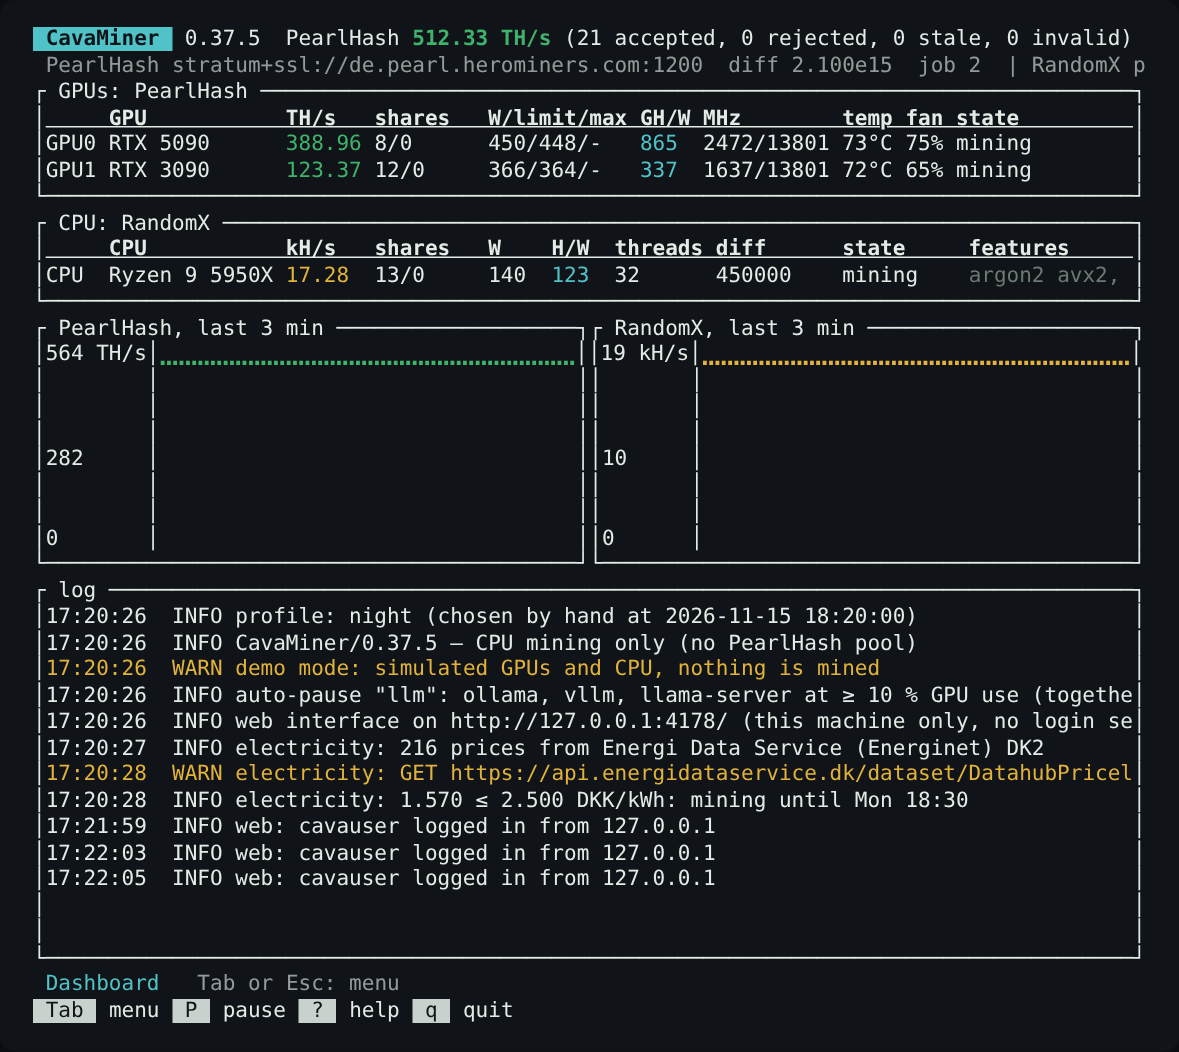 CavaMiner 0.37.5 PearlHash 512.33 TH/s (21 accepted, 0 rejected, 0 stale, 0 invalid)
PearlHash stratum+ssl://de.pearl.herominers.com:1200 diff 2.100e15 job 2 | RandomX p
GPUs: PearlHash
GPU TH/s shares W/limit/max GH/W MHz temp fan state
GPU0 RTX 5090 388.96 8/0 450/448/- 865 2472/13801 73°C 75% mining
GPU1 RTX 3090 123.37 12/0 366/364/- 337 1637/13801 72°C 65% mining
CPU: RandomX
CPU kH/s shares W H/W threads diff state features
CPU Ryzen 9 5950X 17.28 13/0 140 123 32 450000 mining argon2 avx2,
PearlHash, last 3 min
564 TH/s
282
0
RandomX, last 3 min
19 kH/s
10
0
log
17:20:26 INFO profile: night (chosen by hand at 2026-11-15 18:20:00)
17:20:26 INFO CavaMiner/0.37.5 — CPU mining only (no PearlHash pool)
17:20:26 WARN demo mode: simulated GPUs and CPU, nothing is mined
17:20:26 INFO auto-pause "llm": ollama, vllm, llama-server at ≥ 10 % GPU use (togethe
17:20:26 INFO web interface on http://127.0.0.1:4178/ (this machine only, no login se
17:20:27 INFO electricity: 216 prices from Energi Data Service (Energinet) DK2
17:20:28 WARN electricity: GET https://api.energidataservice.dk/dataset/DatahubPricel
17:20:28 INFO electricity: 1.570 ≤ 2.500 DKK/kWh: mining until Mon 18:30
17:21:59 INFO web: cavauser logged in from 127.0.0.1
17:22:03 INFO web: cavauser logged in from 127.0.0.1
17:22:05 INFO web: cavauser logged in from 127.0.0.1
Dashboard Tab or Esc: menu
Tab menu P pause ? help q quit